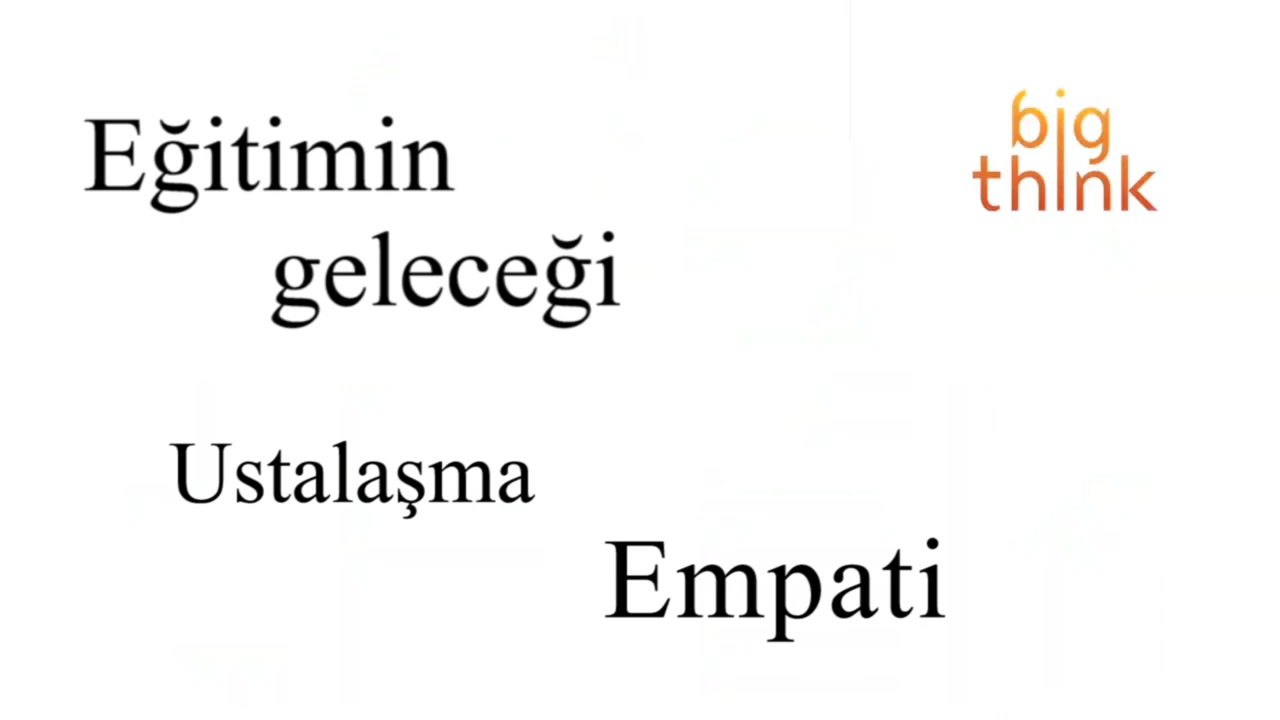 Eğitimin
geleceği
big
think
Ustalaşma
Empati